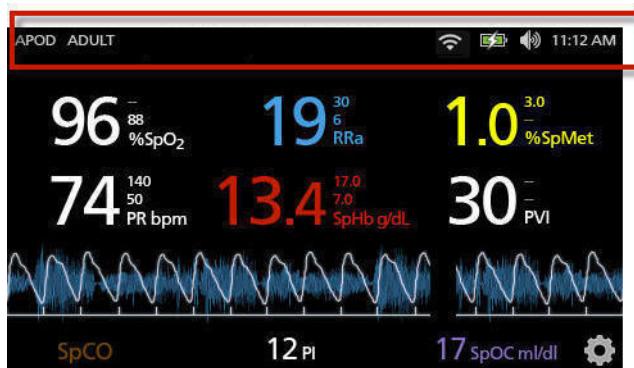 APOD ADULT 11:12 AM
96 – 88 %SpO₂
19 30 6 RRa
1.0 3.0 – %SpMet
74 140 50 PR bpm
13.4 17.0 7.0 SpHb g/dL
30 – – PVI
SpCO 12 PI 17 SpOC ml/dl